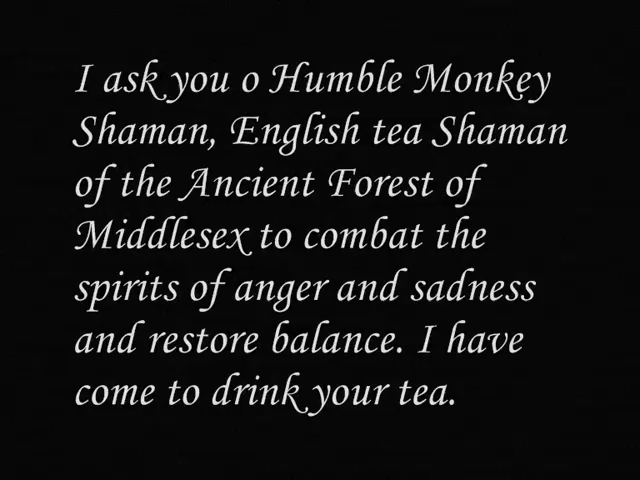 I ask you o Humble Monkey
Shaman, English tea Shaman
of the Ancient Forest of
Middlesex to combat the
spirits of anger and sadness
and restore balance. I have
come to drink your tea.